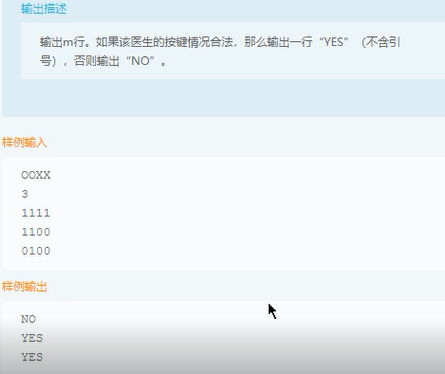 输出描述
输出m行。如果该医生的按键情况合法，那么输出一行“YES”（不含引
号），否则输出“NO”。
样例输入
OOXX
3
1111
1100
0100
样例输出
NO
YES
YES